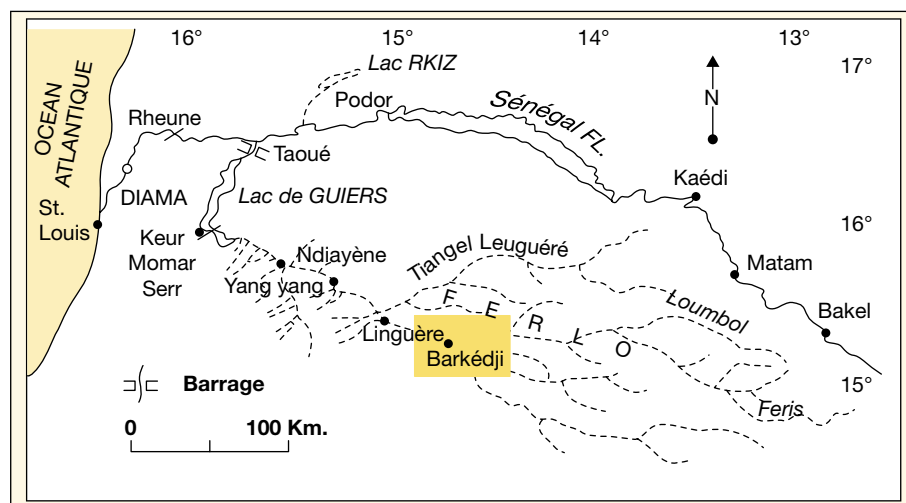 16°
15°
14°
13°
17°
Lac RKIZ
OCEAN
ATLANTIQUE
Podor
Sénégal FL.
N
Rheune
Taoué
Kaédi
DIAMA
Lac de GUIERS
St.
Louis
16°
Keur
Momar
Serr
Ndiayène
Yang yang
Tiangel Leuguéré
Matam
FERLO
Loumbol
Bakel
Linguère
Barkédji
15°
Barrage
Feris
0 100 Km.